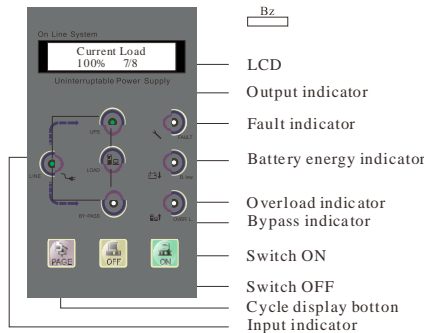 Bz
On Line System
Current Load
100% 7/8
Uninterruptable Power Supply
LCD
Output indicator
Fault indicator
Battery energy indicator
Overload indicator
Bypass indicator
Switch ON
Switch OFF
Cycle display botton
Input indicator
UPS
FAULT
LINE
LOAD
B.low
BY PASS
OVER L.
PAGE
OFF
ON